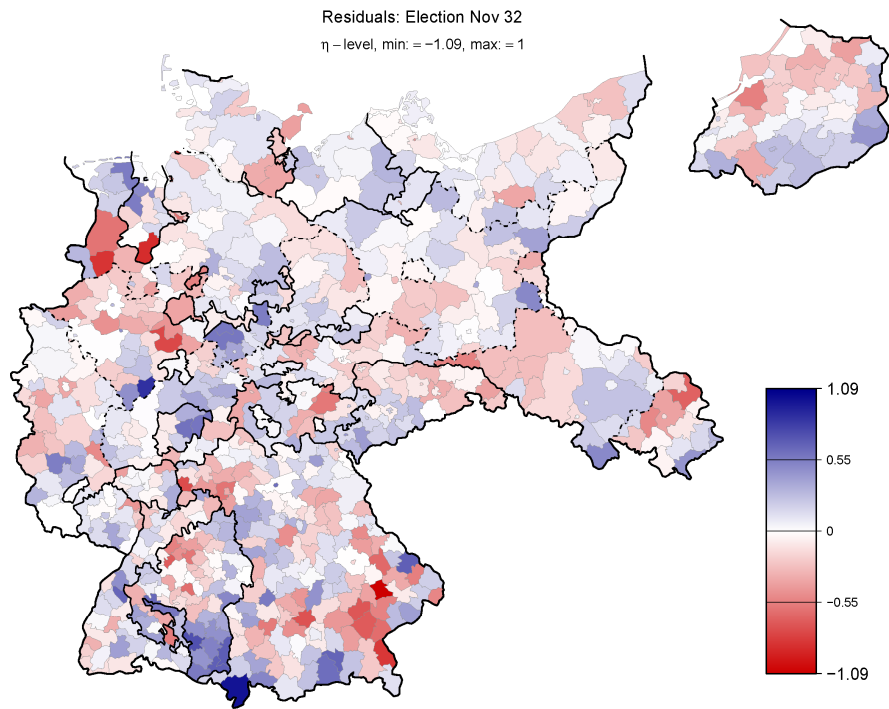 Residuals: Election Nov 32
η − level, min: = −1.09, max: = 1
1.09
0.55
0
−0.55
−1.09